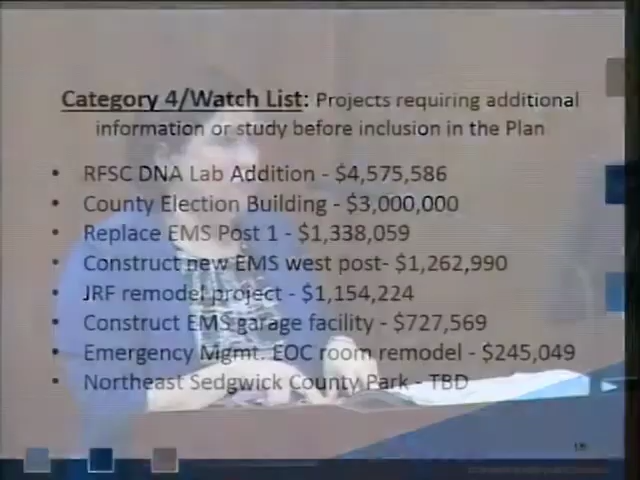 Category 4/Watch List: Projects requiring additional
information or study before inclusion in the Plan
• RFSC DNA Lab Addition - $4,575,586
• County Election Building - $3,000,000
• Replace EMS Post 1 - $1,338,059
• Construct new EMS west post- $1,262,990
• JRF remodel project - $1,154,224
• Construct EMS garage facility - $727,569
• Emergency Mgmt. EOC room remodel - $245,049
• Northeast Sedgwick County Park - TBD